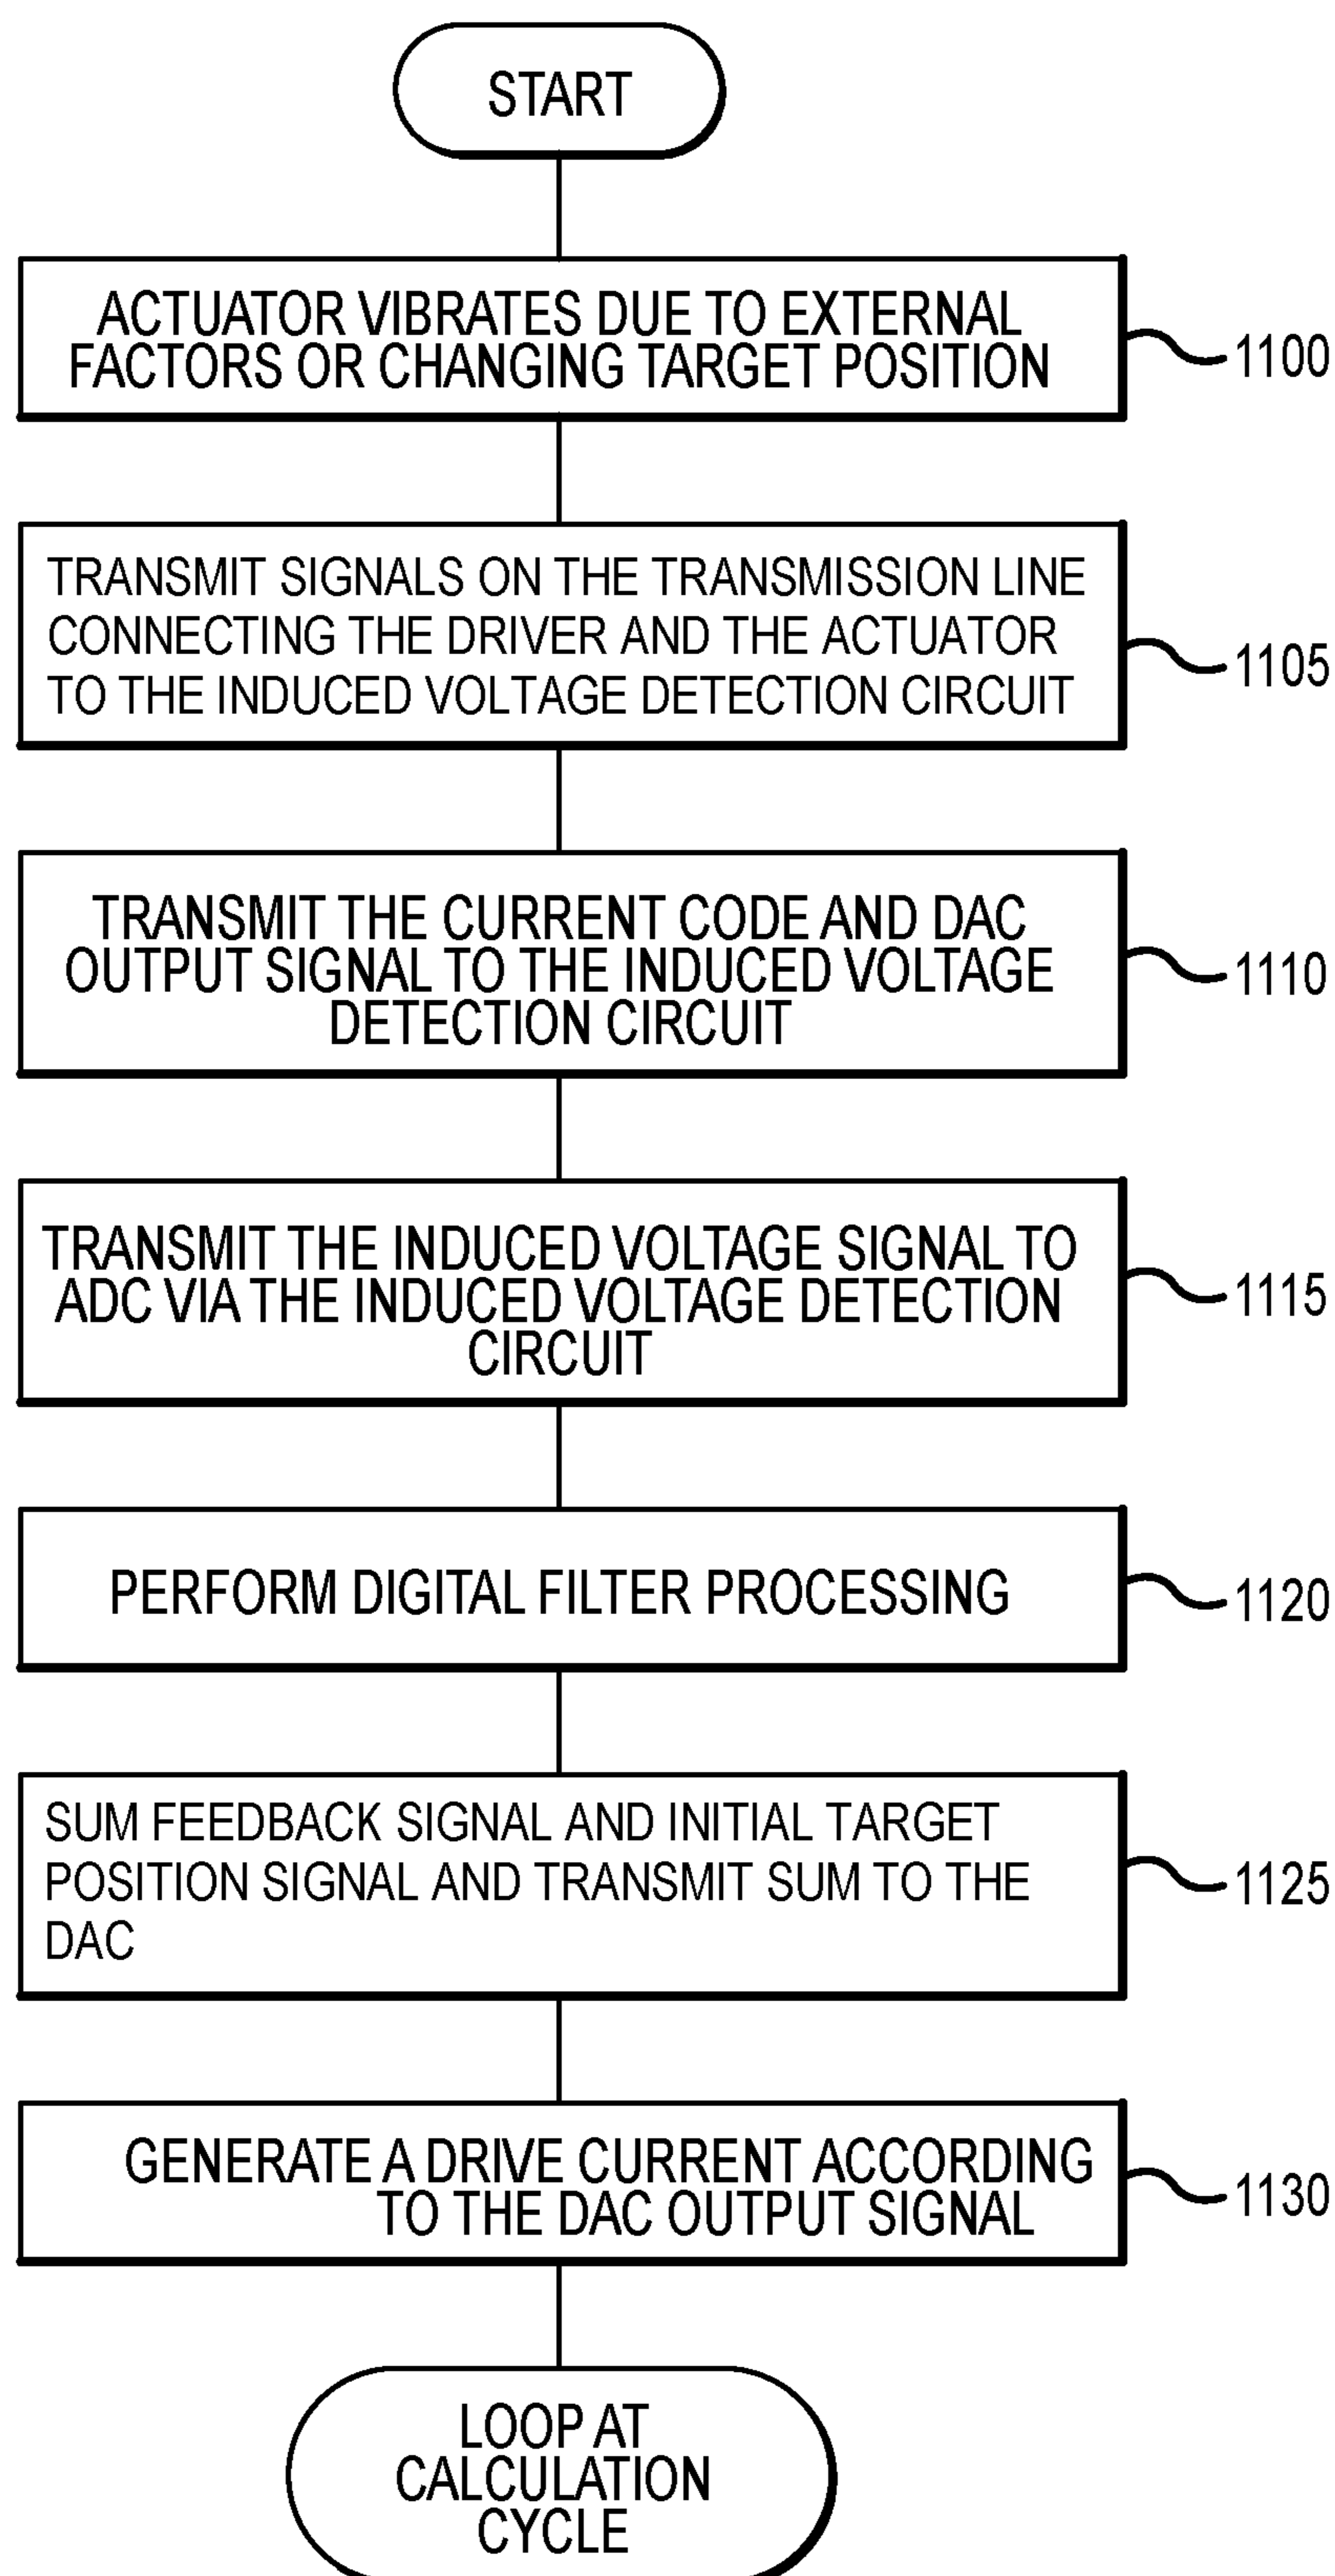 START
ACTUATOR VIBRATES DUE TO EXTERNAL
FACTORS OR CHANGING TARGET POSITION
1100
TRANSMIT SIGNALS ON THE TRANSMISSION LINE
CONNECTING THE DRIVER AND THE ACTUATOR
TO THE INDUCED VOLTAGE DETECTION CIRCUIT
1105
TRANSMIT THE CURRENT CODE AND DAC
OUTPUT SIGNAL TO THE INDUCED VOLTAGE
DETECTION CIRCUIT
1110
TRANSMIT THE INDUCED VOLTAGE SIGNAL TO
ADC VIA THE INDUCED VOLTAGE DETECTION
CIRCUIT
1115
PERFORM DIGITAL FILTER PROCESSING
1120
SUM FEEDBACK SIGNAL AND INITIAL TARGET
POSITION SIGNAL AND TRANSMIT SUM TO THE
DAC
1125
GENERATE A DRIVE CURRENT ACCORDING
TO THE DAC OUTPUT SIGNAL
1130
LOOP AT
CALCULATION
CYCLE